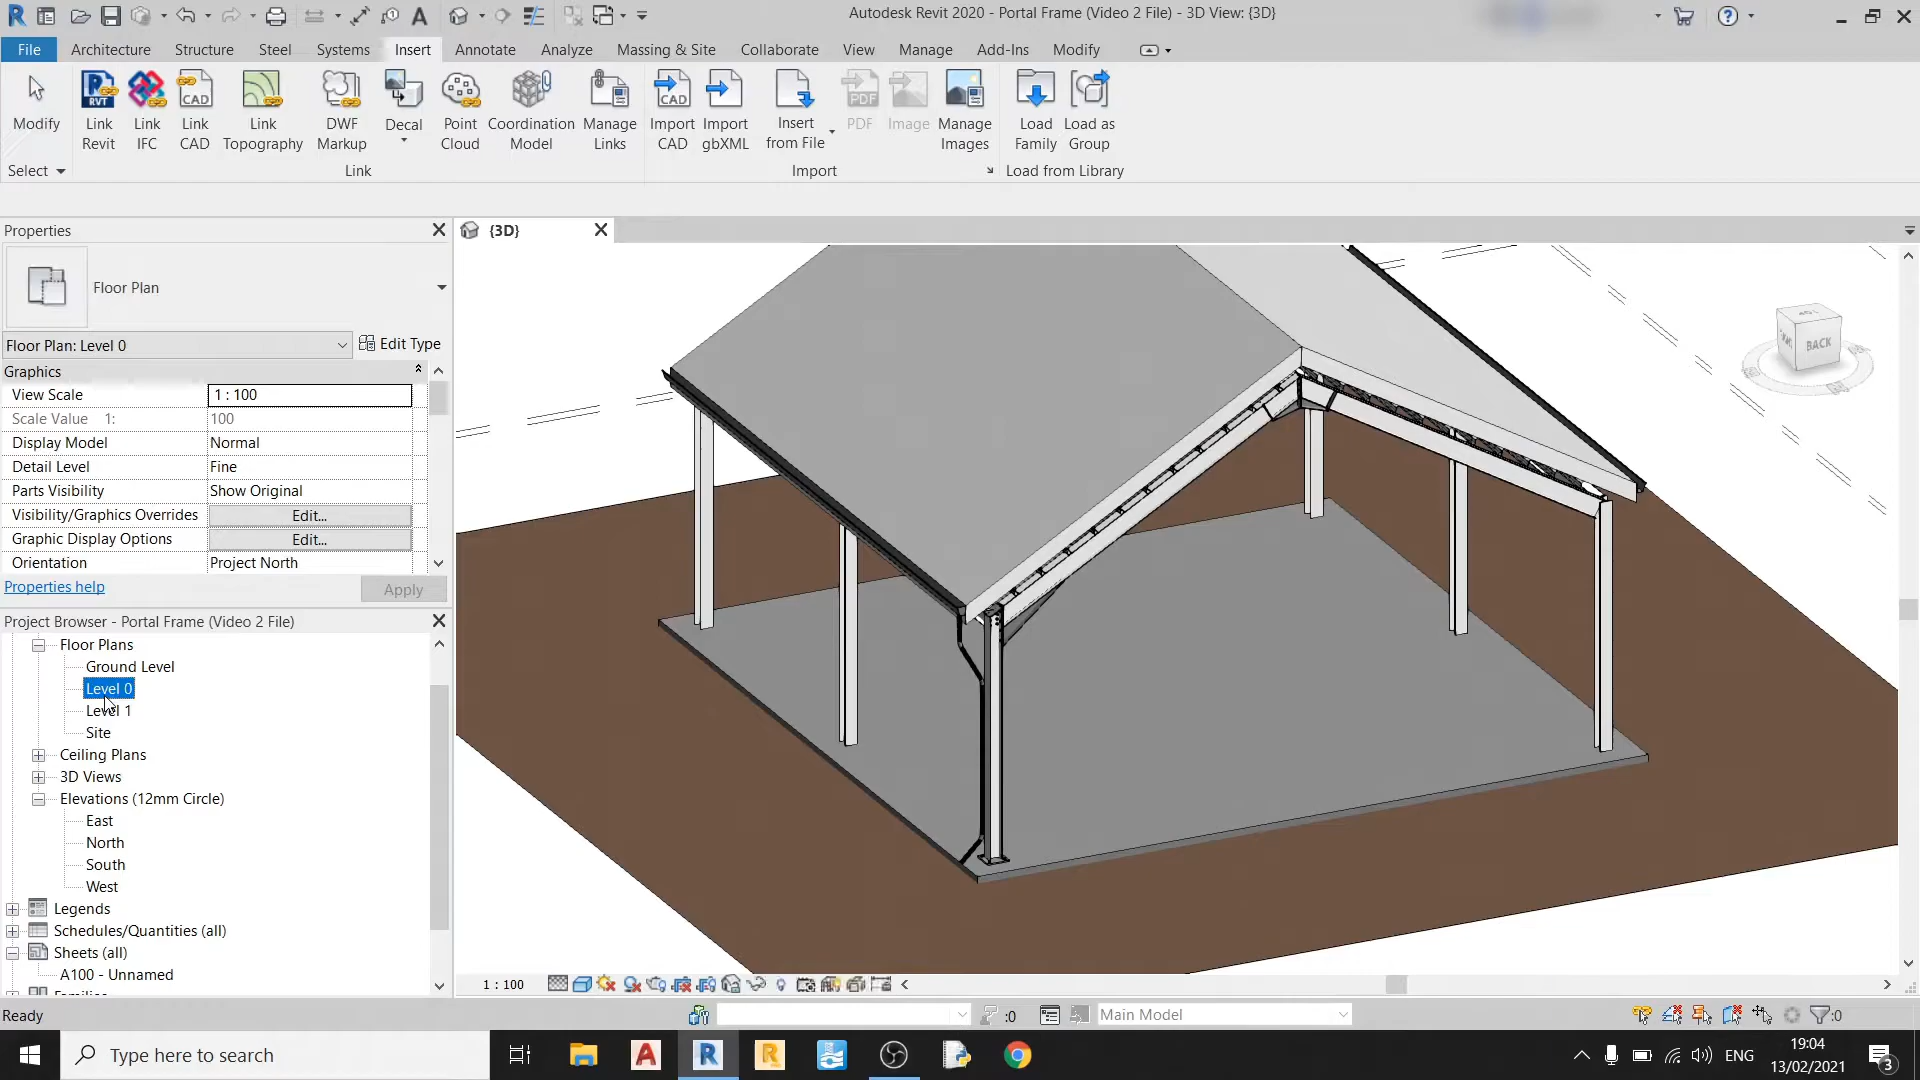 Autodesk Revit 2020 - Portal Frame (Video 2 File) - 3D View: {3D}
File Architecture Structure Steel Systems Insert Annotate Analyze Massing & Site Collaborate View Manage Add-Ins Modify
Modify
Link Revit
Link IFC
Link CAD
Link Topography
DWF Markup
Decal
Point Cloud
Coordination Model
Manage Links
Import CAD
Import gbXML
Insert from File
PDF
Image
Manage Images
Load Family
Load as Group
Select
Link
Import
Load from Library
Properties
{3D}
Floor Plan
Floor Plan: Level 0
Edit Type
Graphics
View Scale 1 : 100
Scale Value 1: 100
Display Model Normal
Detail Level Fine
Parts Visibility Show Original
Visibility/Graphics Overrides Edit...
Graphic Display Options Edit...
Orientation Project North
Properties help
Apply
BACK
Project Browser - Portal Frame (Video 2 File)
Floor Plans
Ground Level
Level 0
Level 1
Site
Ceiling Plans
3D Views
Elevations (12mm Circle)
East
North
South
West
Legends
Schedules/Quantities (all)
Sheets (all)
A100 - Unnamed
1 : 100
Ready
:0
Main Model
:0
Type here to search
ENG
19:04
13/02/2021
3